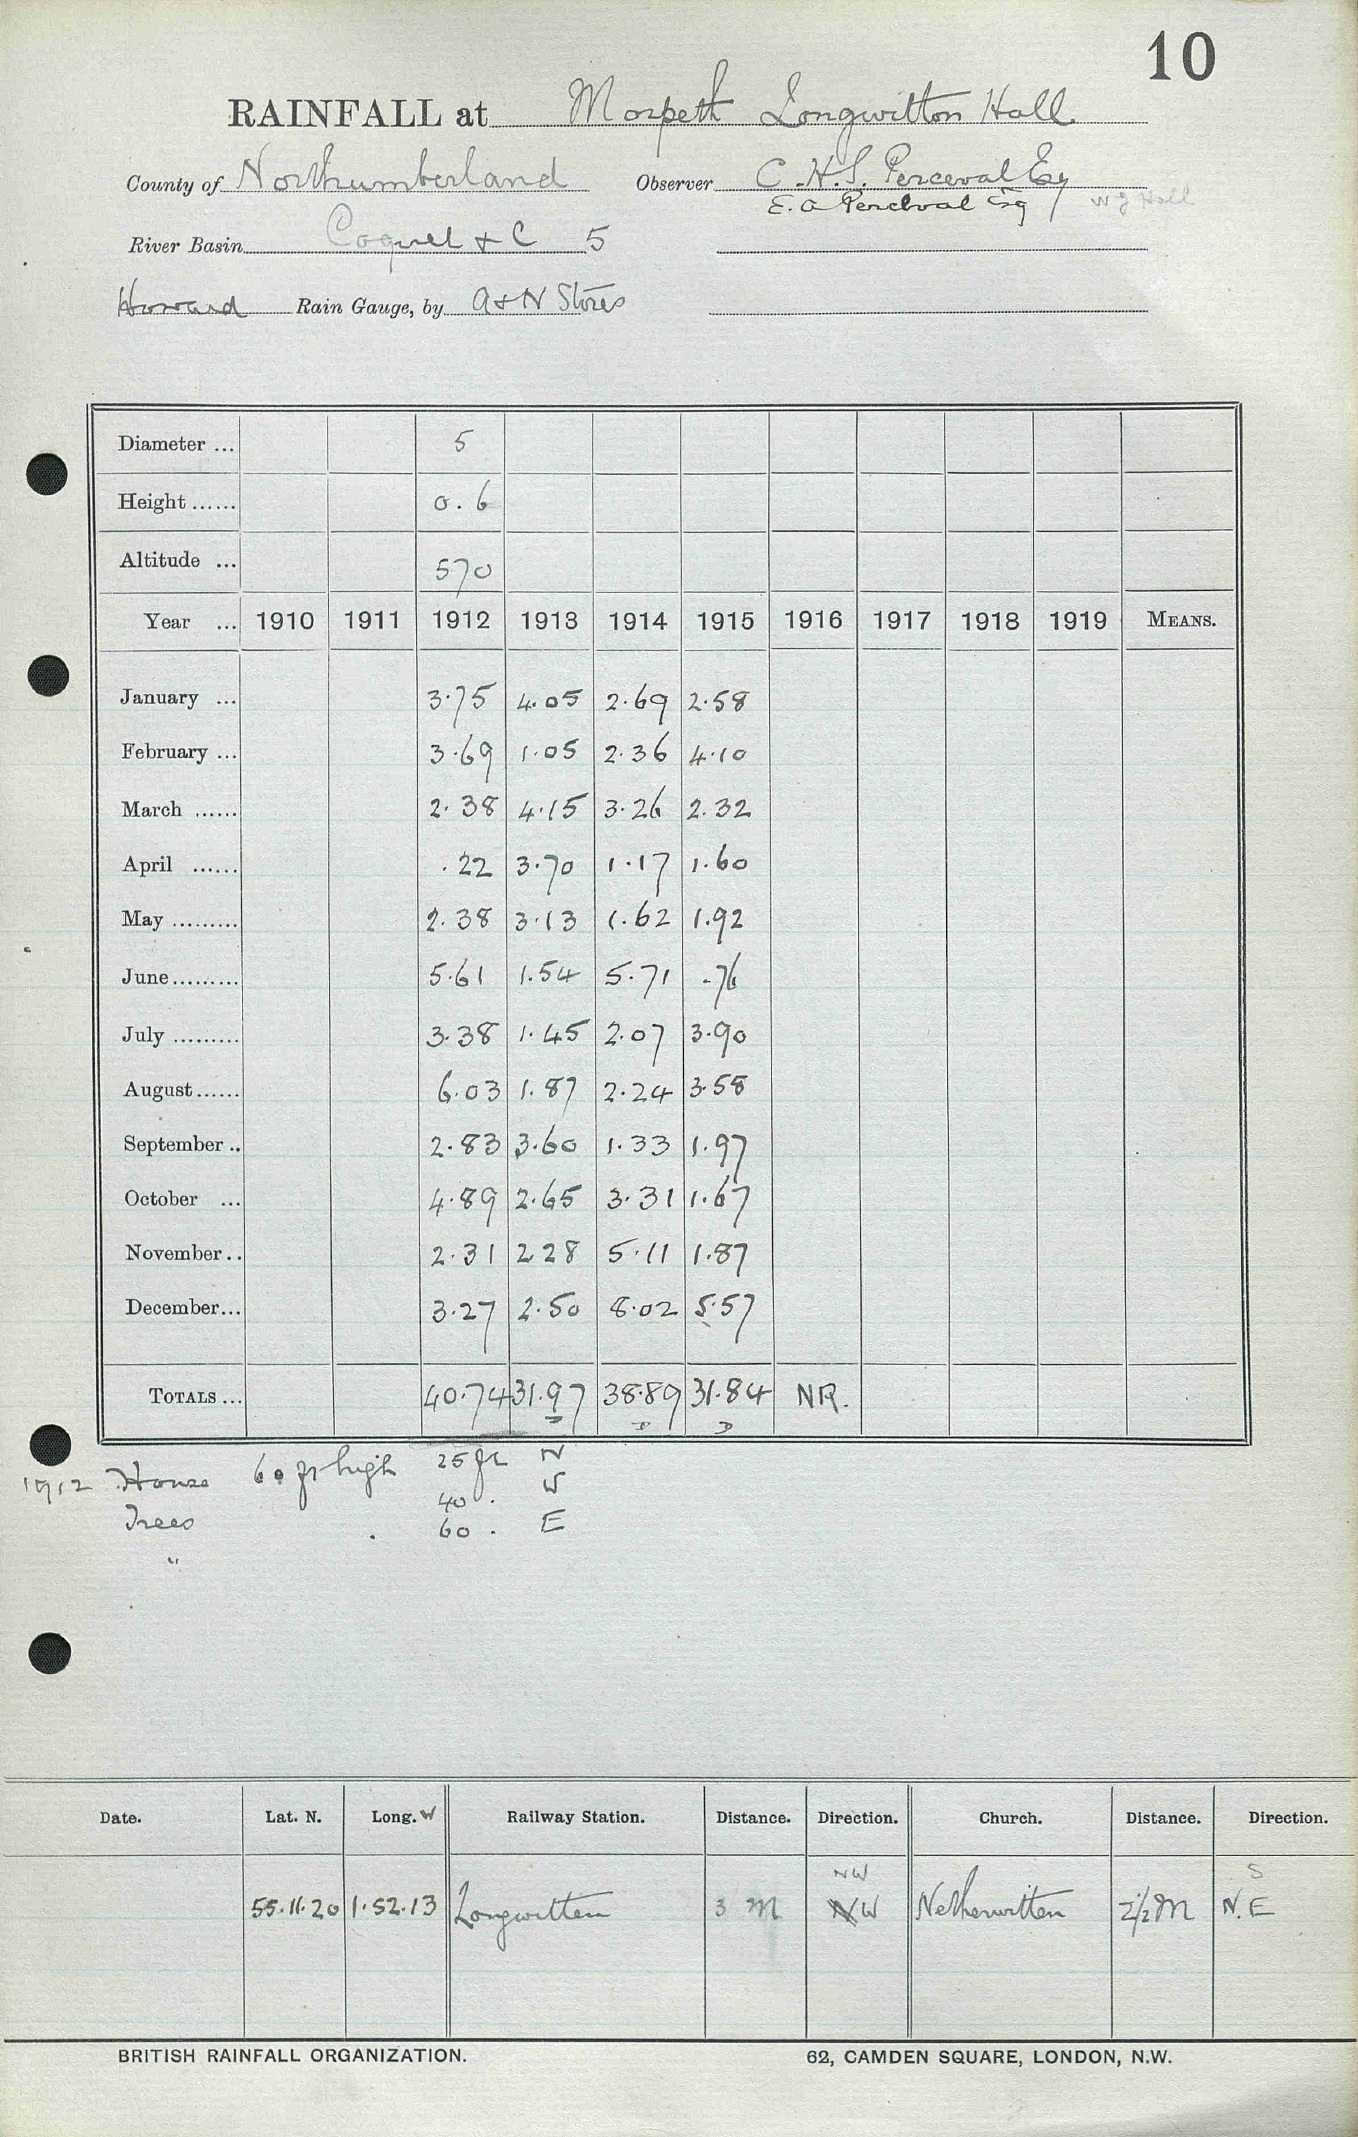 10
RAINFALL at Morpeth Longwitton Hall
County of Northumberland Observer C.H.S. Perceval Esq
E. A Perceval Esq W J Hall
River Basin Coquet & C 5
Howard Rain Gauge, by A & N Stores
Diameter ... 5
Height ...... 0.6
Altitude ... 570
Year ... 1910 1911 1912 1913 1914 1915 1916 1917 1918 1919 MEANS.
January ... 3.75 4.05 2.69 2.58
February ... 3.69 1.05 2.36 4.10
March ...... 2.38 4.15 3.26 2.32
April ...... .22 3.70 1.17 1.60
May ......... 2.38 3.13 1.62 1.92
June ......... 5.61 1.54 5.71 .76
July ......... 3.38 1.45 2.07 3.90
August ...... 6.03 1.87 2.24 3.58
September .. 2.83 3.60 1.33 1.97
October ... 4.89 2.65 3.31 1.67
November .. 2.31 2 28 5.11 1.87
December ... 3.27 2.50 8.02 5.57
TOTALS ... 40.74 31.97 38.89 31.84 NR.
1912 House 60 ft high 25 ft N
Trees 40 . W
" . 60 . E
Date. Lat. N. Long. W Railway Station. Distance. Direction. Church. Distance. Direction.
NW S
55.11.20 1.52.13 Longwitton 3 M NW Netherwitton 2½ M N.E
BRITISH RAINFALL ORGANIZATION. 62, CAMDEN SQUARE, LONDON, N.W.